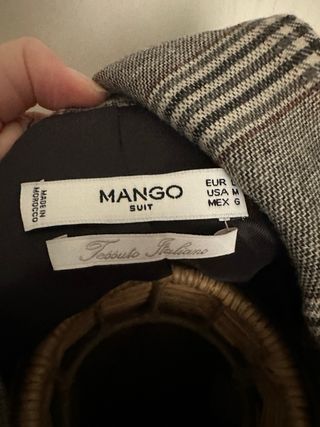 MADE IN
MOROCCO
MANGO
SUIT
EUR L
USA M
MEX 6
Tessuto Italiano